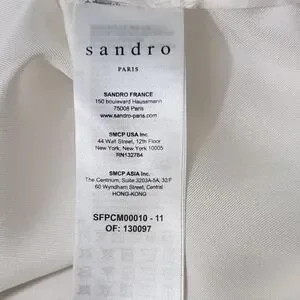 sandro
PARIS
SANDRO FRANCE
150 boulevard Haussmann
75008 Paris
www.sandro-paris.com
SMCP USA Inc.
44 Wall Street, 12th Floor
New York, New York 10005
RN132784
SMCP ASIA Inc.
The Centrium, Suite 3203A-5A, 32/F
60 Wyndham Street, Central
HONG-KONG
SFPCM00010 - 11
OF: 130097